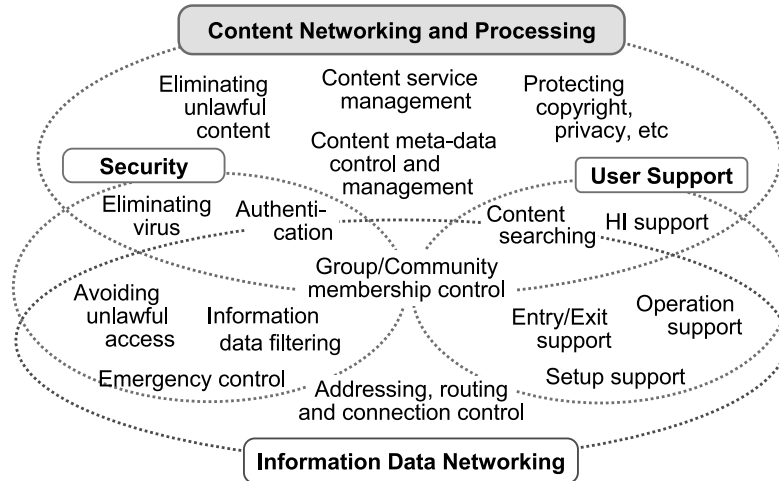 Content Networking and Processing
Eliminating
unlawful
content
Content service
management
Protecting
copyright,
privacy, etc
Content meta-data
control and
management
Security
User Support
Eliminating
virus
Authenti-
cation
Content
searching
HI support
Group/Community
membership control
Avoiding
unlawful
access
Information
data filtering
Entry/Exit
support
Operation
support
Emergency control
Addressing, routing
and connection control
Setup support
Information Data Networking